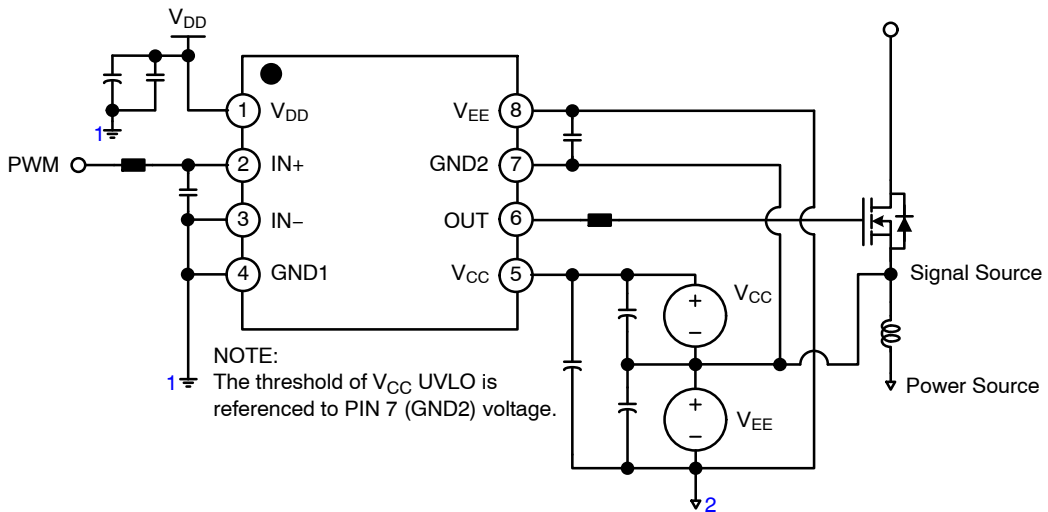 VDD
1
PWM
1 VDD
2 IN+
3 IN−
4 GND1
VEE 8
GND2 7
OUT 6
VCC 5
+
−
VCC
+
−
VEE
Signal Source
Power Source
1
2
NOTE:
The threshold of VCC UVLO is
referenced to PIN 7 (GND2) voltage.